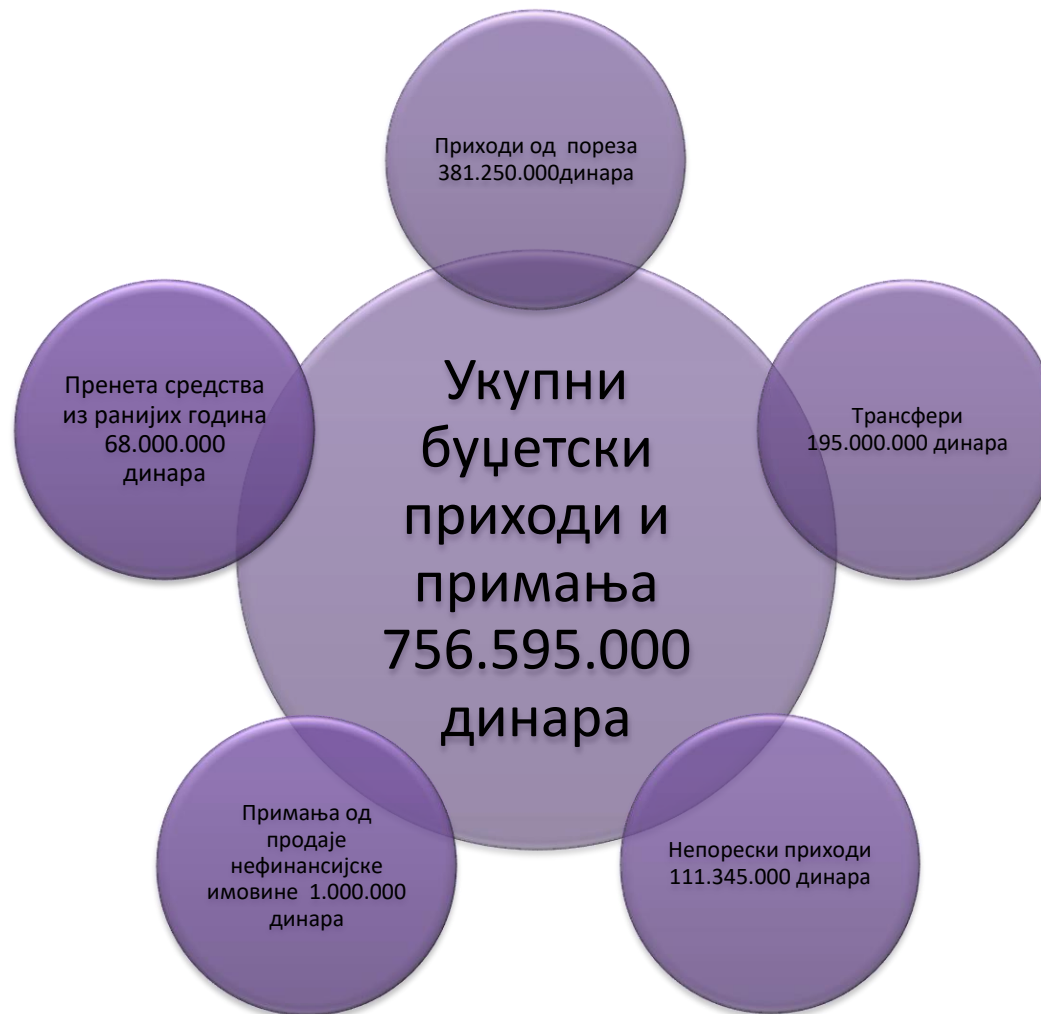 Приходи од  пореза
381.250.000динара
Пренета средства
из ранијих година
68.000.000
динара
Трансфери
195.000.000 динара
Укупни
буџетски
приходи и
примања
756.595.000
динара
Примања од
продаје
нефинансијске
имовине  1.000.000
динара
Непорески приходи
111.345.000 динара